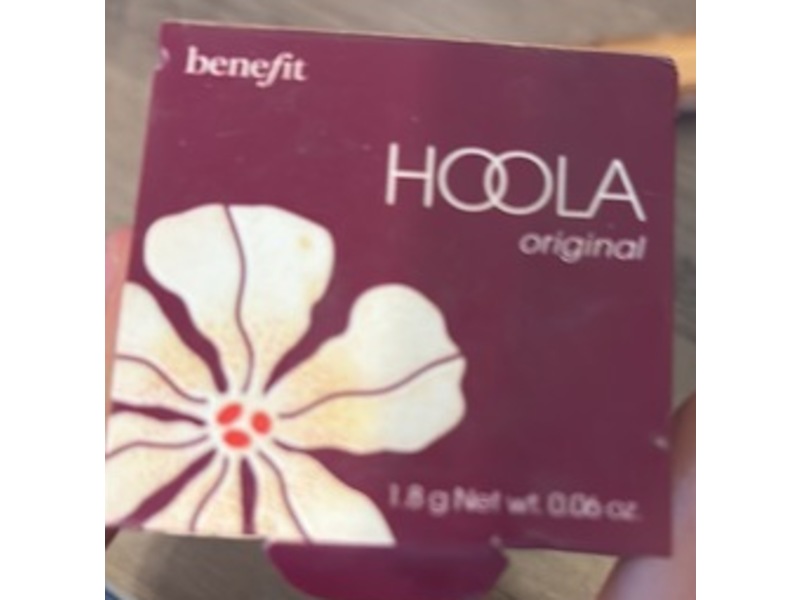 benefit
HOOLA
original
1.8 g Net wt. 0.06 oz.